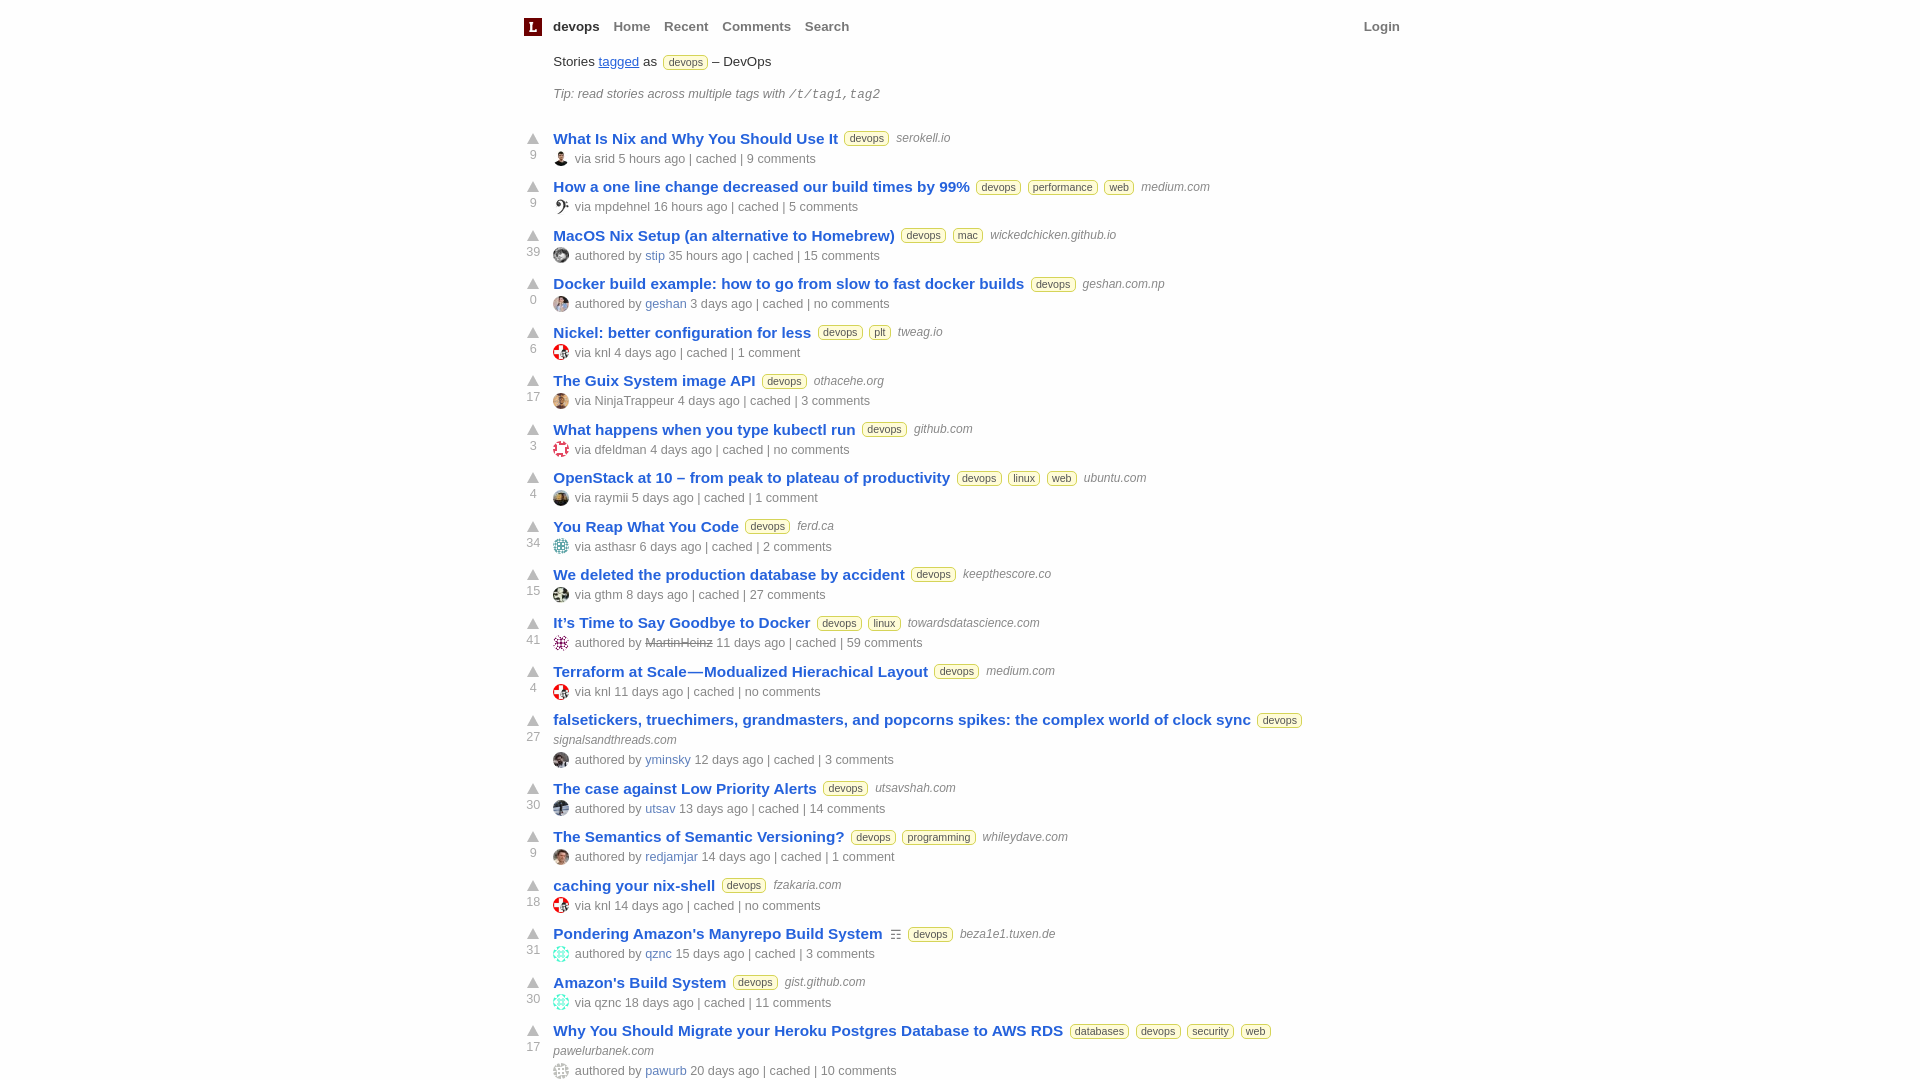 L devops Home Recent Comments Search Login
Stories tagged as devops – DevOps
Tip: read stories across multiple tags with /t/tag1,tag2
What Is Nix and Why You Should Use It devops serokell.io
9 via srid 5 hours ago | cached | 9 comments
How a one line change decreased our build times by 99% devops performance web medium.com
9 via mpdehnel 16 hours ago | cached | 5 comments
MacOS Nix Setup (an alternative to Homebrew) devops mac wickedchicken.github.io
39 authored by stip 35 hours ago | cached | 15 comments
Docker build example: how to go from slow to fast docker builds devops geshan.com.np
0 authored by geshan 3 days ago | cached | no comments
Nickel: better configuration for less devops plt tweag.io
6 via knl 4 days ago | cached | 1 comment
The Guix System image API devops othacehe.org
17 via NinjaTrappeur 4 days ago | cached | 3 comments
What happens when you type kubectl run devops github.com
3 via dfeldman 4 days ago | cached | no comments
OpenStack at 10 – from peak to plateau of productivity devops linux web ubuntu.com
4 via raymii 5 days ago | cached | 1 comment
You Reap What You Code devops ferd.ca
34 via asthasr 6 days ago | cached | 2 comments
We deleted the production database by accident devops keepthescore.co
15 via gthm 8 days ago | cached | 27 comments
It’s Time to Say Goodbye to Docker devops linux towardsdatascience.com
41 authored by MartinHeinz 11 days ago | cached | 59 comments
Terraform at Scale — Modualized Hierachical Layout devops medium.com
4 via knl 11 days ago | cached | no comments
falsetickers, truechimers, grandmasters, and popcorns spikes: the complex world of clock sync devops
27 signalsandthreads.com
authored by yminsky 12 days ago | cached | 3 comments
The case against Low Priority Alerts devops utsavshah.com
30 authored by utsav 13 days ago | cached | 14 comments
The Semantics of Semantic Versioning? devops programming whileydave.com
9 authored by redjamjar 14 days ago | cached | 1 comment
caching your nix-shell devops fzakaria.com
18 via knl 14 days ago | cached | no comments
Pondering Amazon's Manyrepo Build System ☶ devops beza1e1.tuxen.de
31 authored by qznc 15 days ago | cached | 3 comments
Amazon's Build System devops gist.github.com
30 via qznc 18 days ago | cached | 11 comments
Why You Should Migrate your Heroku Postgres Database to AWS RDS databases devops security web
17 pawelurbanek.com
authored by pawurb 20 days ago | cached | 10 comments